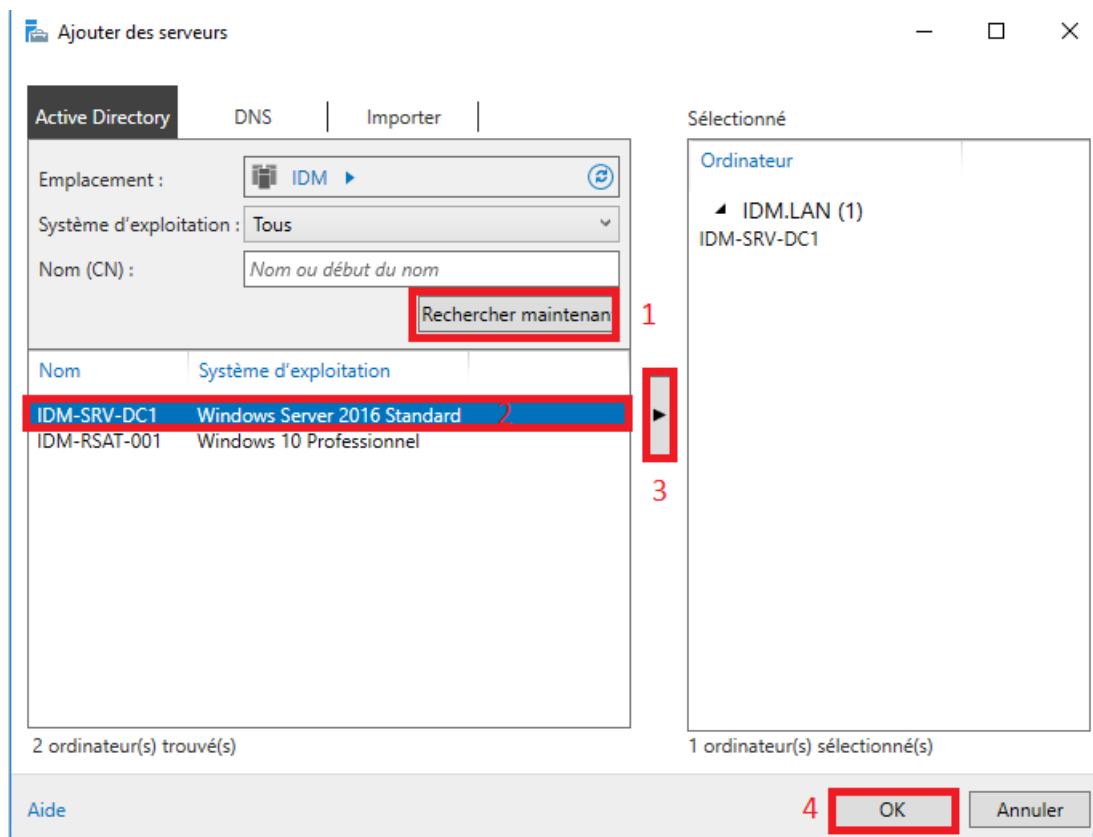 Ajouter des serveurs
Active Directory
DNS
Importer
Emplacement :
IDM
Système d'exploitation :
Tous
Nom (CN) :
Nom ou début du nom
Rechercher maintenan
1
Nom
Système d'exploitation
IDM-SRV-DC1
Windows Server 2016 Standard
2
IDM-RSAT-001
Windows 10 Professionnel
2 ordinateur(s) trouvé(s)
3
Sélectionné
Ordinateur
IDM.LAN (1)
IDM-SRV-DC1
1 ordinateur(s) sélectionné(s)
Aide
4
OK
Annuler